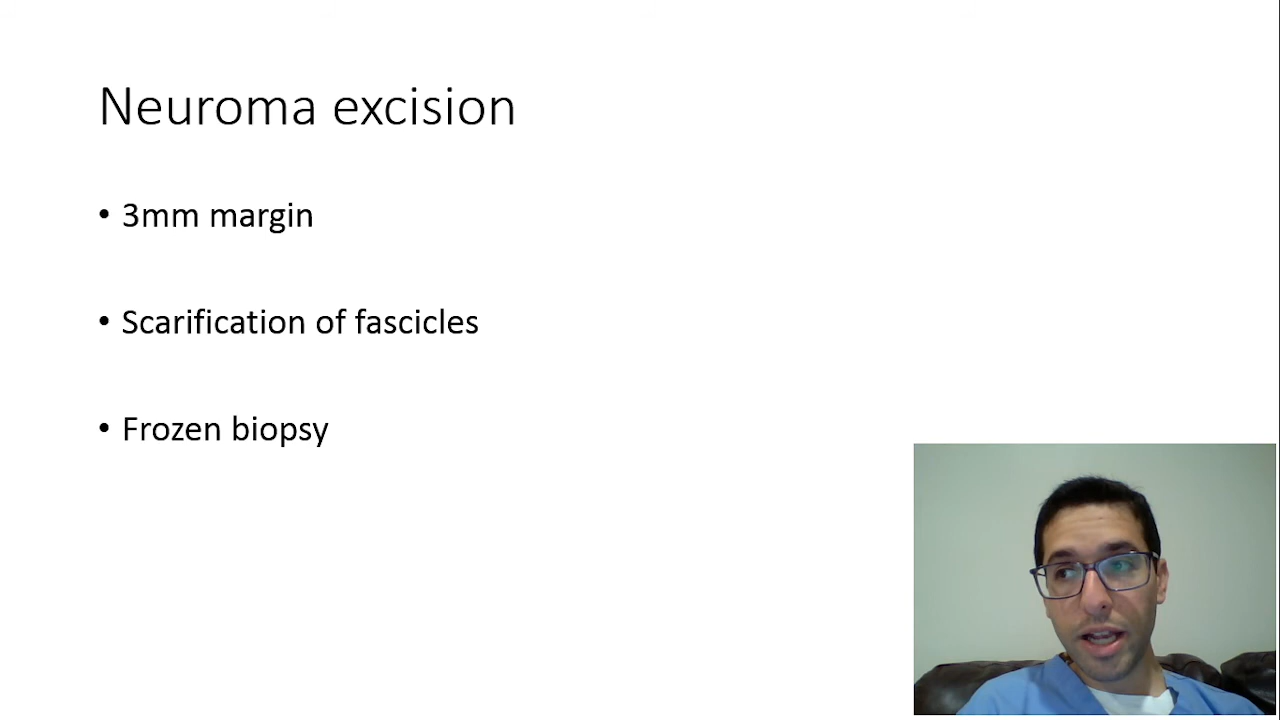 Neuroma excision
• 3mm margin
• Scarification of fascicles
• Frozen biopsy